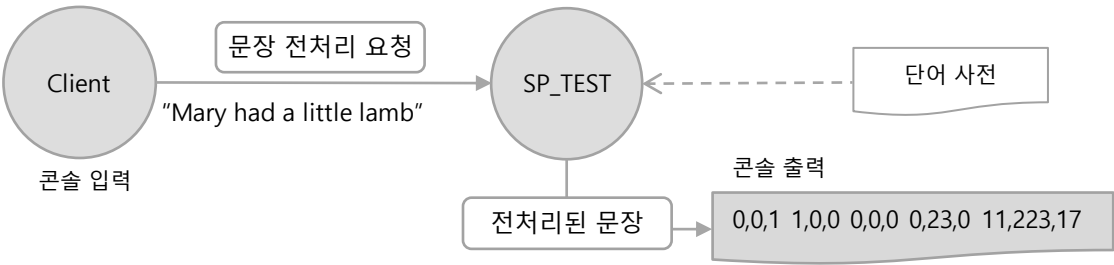 문장 전처리 요청
Client
SP_TEST
단어 사전
"Mary had a little lamb"
콘솔 입력
콘솔 출력
전처리된 문장
0,0,1 1,0,0 0,0,0 0,23,0 11,223,17